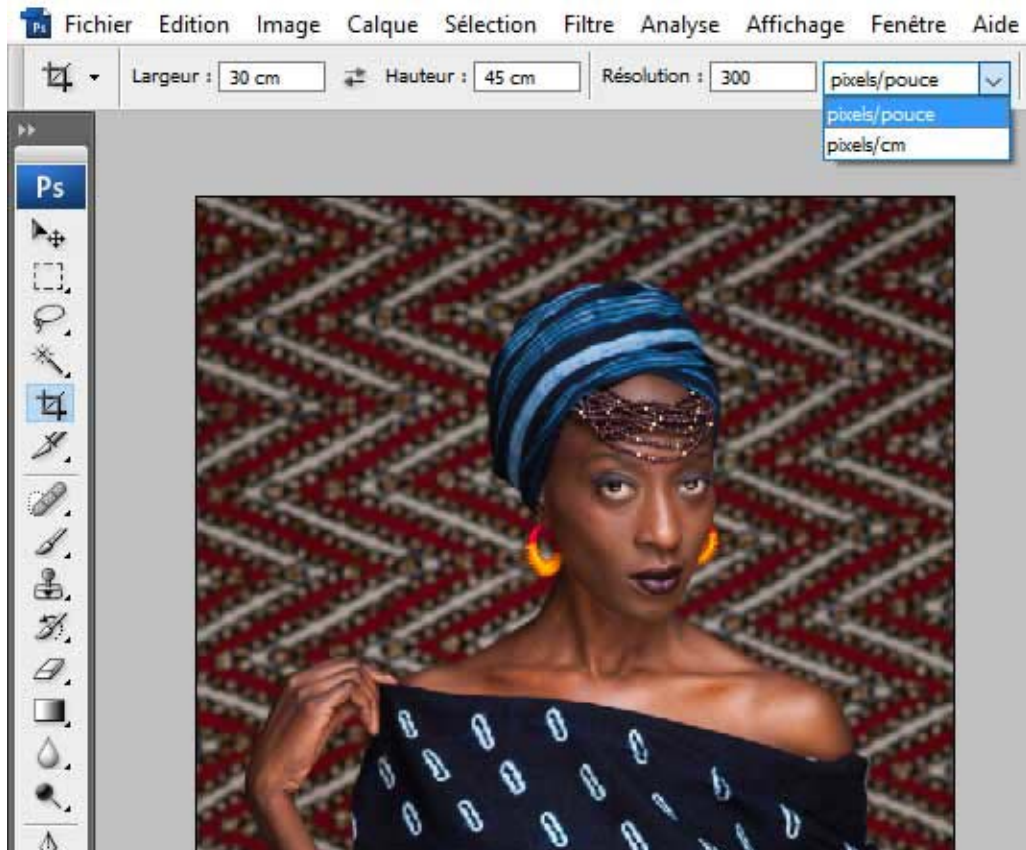 Ps Fichier Edition Image Calque Sélection Filtre Analyse Affichage Fenêtre Aide
Largeur : 30 cm Hauteur : 45 cm Résolution : 300 pixels/pouce
pixels/pouce
pixels/cm
Ps